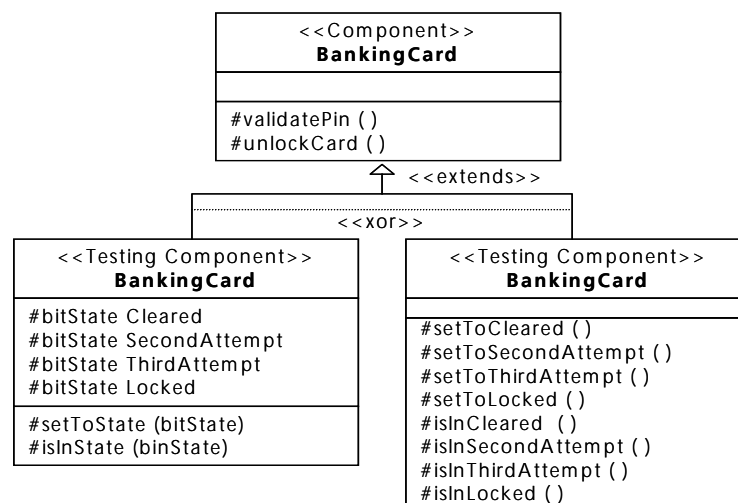 <<Component>>
BankingCard
#validatePin ( )
#unlockCard ( )
<<extends>>
<<xor>>
<<Testing Component>>
BankingCard
#bitState Cleared
#bitState SecondAttempt
#bitState ThirdAttempt
#bitState Locked
#setToState (bitState)
#isInState (binState)
<<Testing Component>>
BankingCard
#setToCleared ( )
#setToSecondAttempt ( )
#setToThirdAttempt ( )
#setToLocked ( )
#isInCleared ( )
#isInSecondAttempt ( )
#isInThirdAttempt ( )
#isInLocked ( )